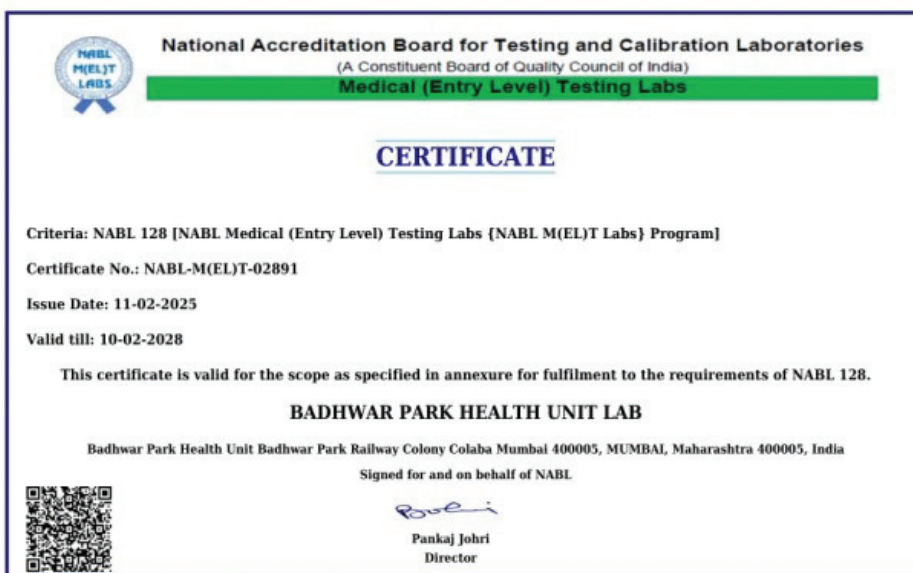 NABL
M(EL)T
LABS
National Accreditation Board for Testing and Calibration Laboratories
(A Constituent Board of Quality Council of India)
Medical (Entry Level) Testing Labs
CERTIFICATE
Criteria: NABL 128 [NABL Medical (Entry Level) Testing Labs {NABL M(EL)T Labs} Program]
Certificate No.: NABL-M(EL)T-02891
Issue Date: 11-02-2025
Valid till: 10-02-2028
This certificate is valid for the scope as specified in annexure for fulfilment to the requirements of NABL 128.
BADHWAR PARK HEALTH UNIT LAB
Badhwar Park Health Unit Badhwar Park Railway Colony Colaba Mumbai 400005, MUMBAI, Maharashtra 400005, India
Signed for and on behalf of NABL
Pankaj Johri
Director